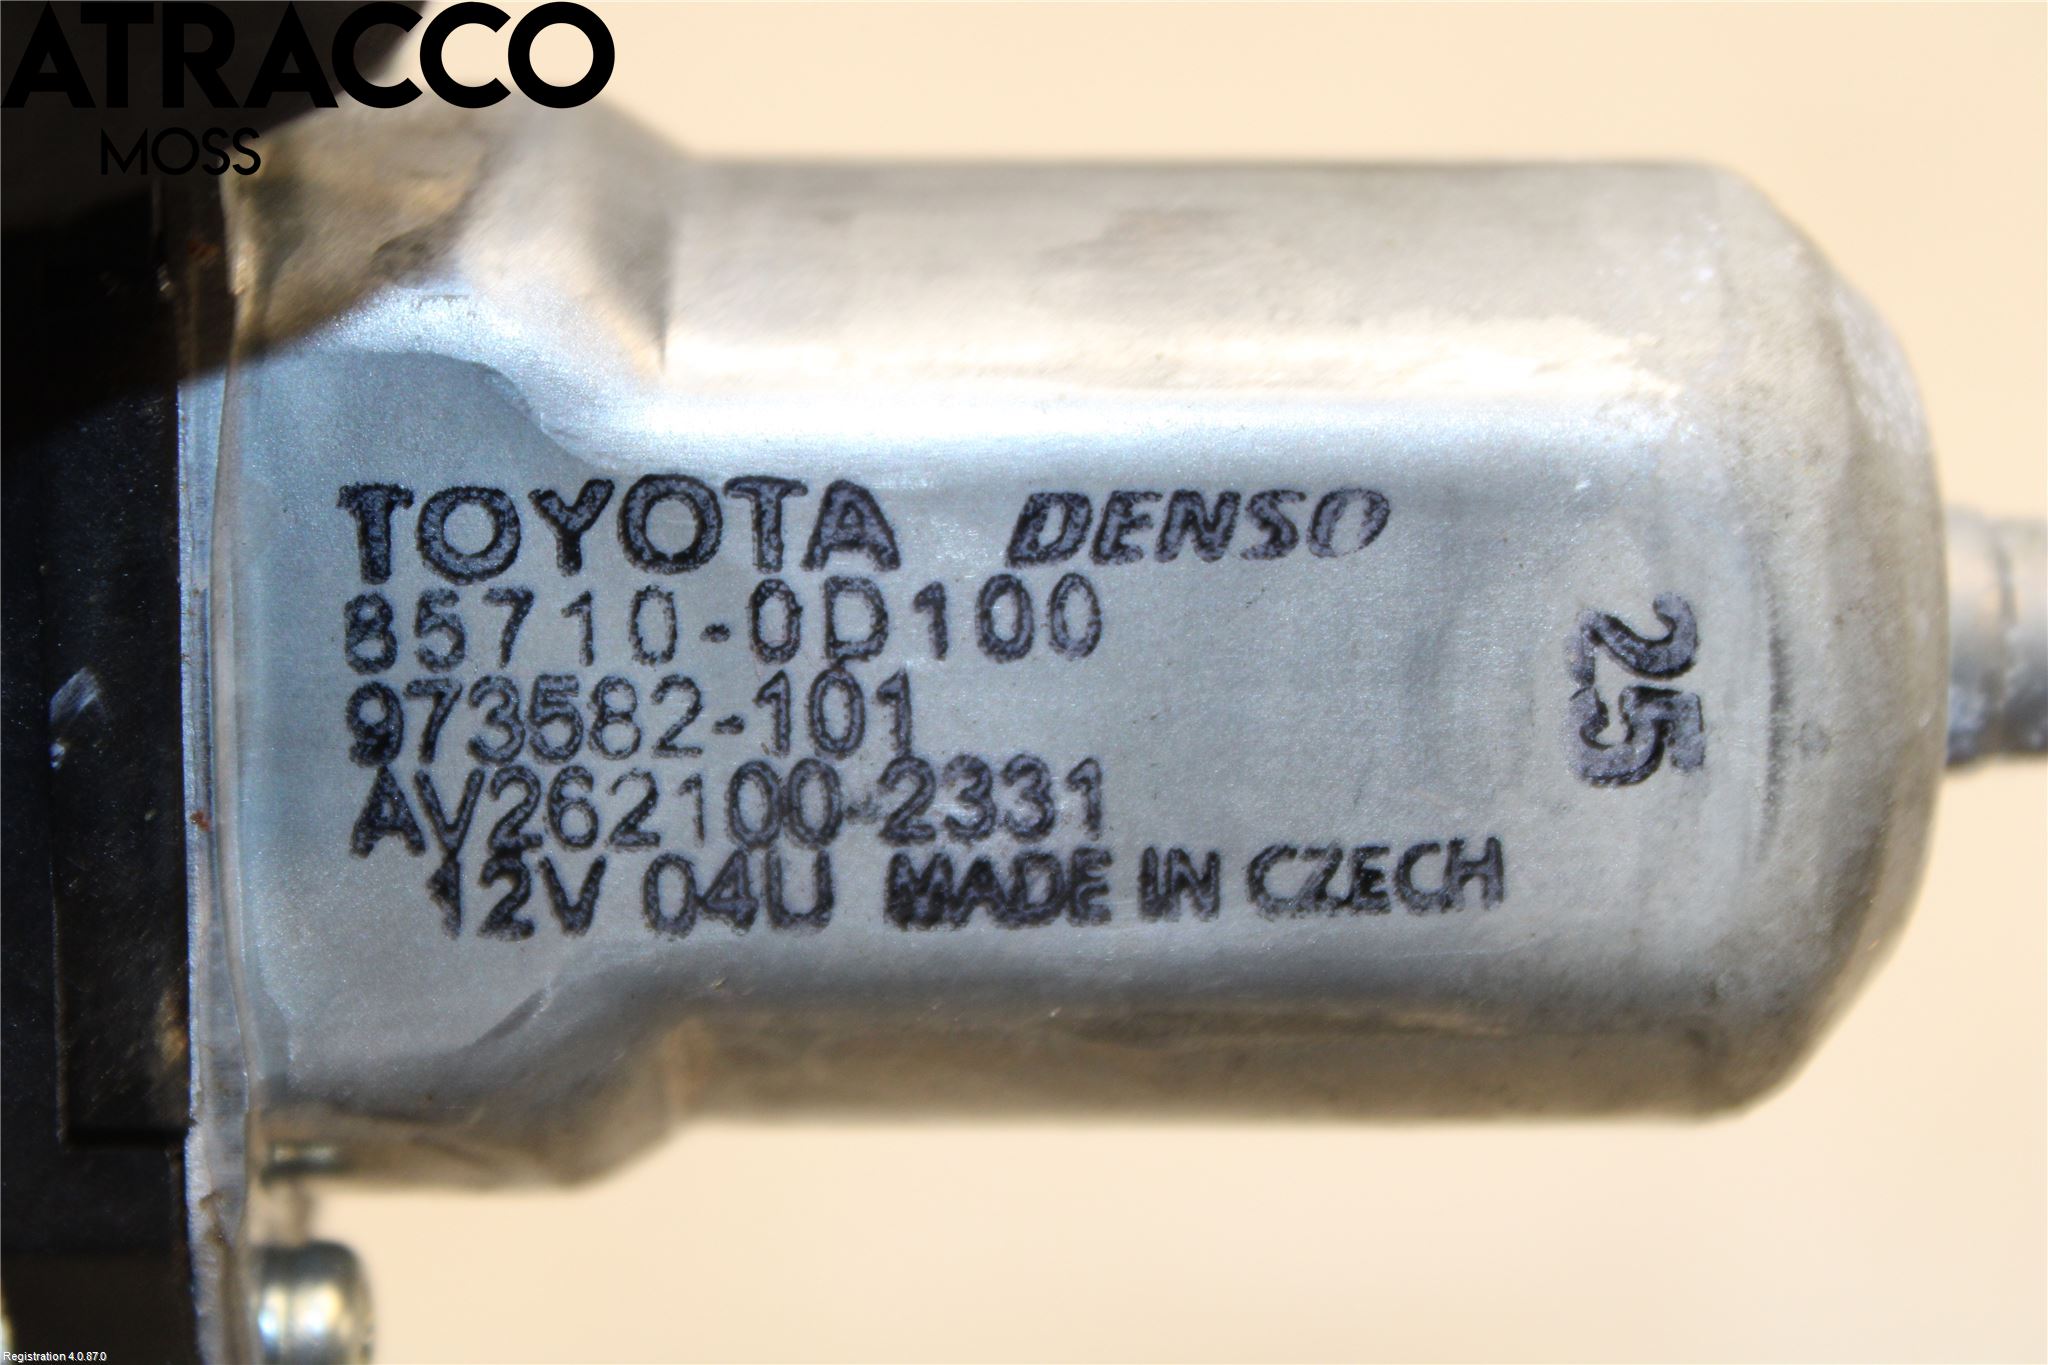 ATRACCO
MOSS
TOYOTA DENSO
85710-0D100
973582-101
AV262100-2331
12V 04U MADE IN CZECH
25
Registration 4.0.87.0